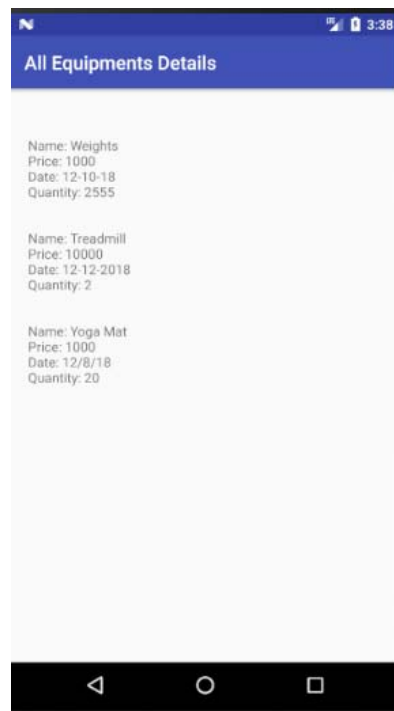 3:38
All Equipments Details
Name: Weights
Price: 1000
Date: 12-10-18
Quantity: 2555
Name: Treadmill
Price: 10000
Date: 12-12-2018
Quantity: 2
Name: Yoga Mat
Price: 1000
Date: 12/8/18
Quantity: 20